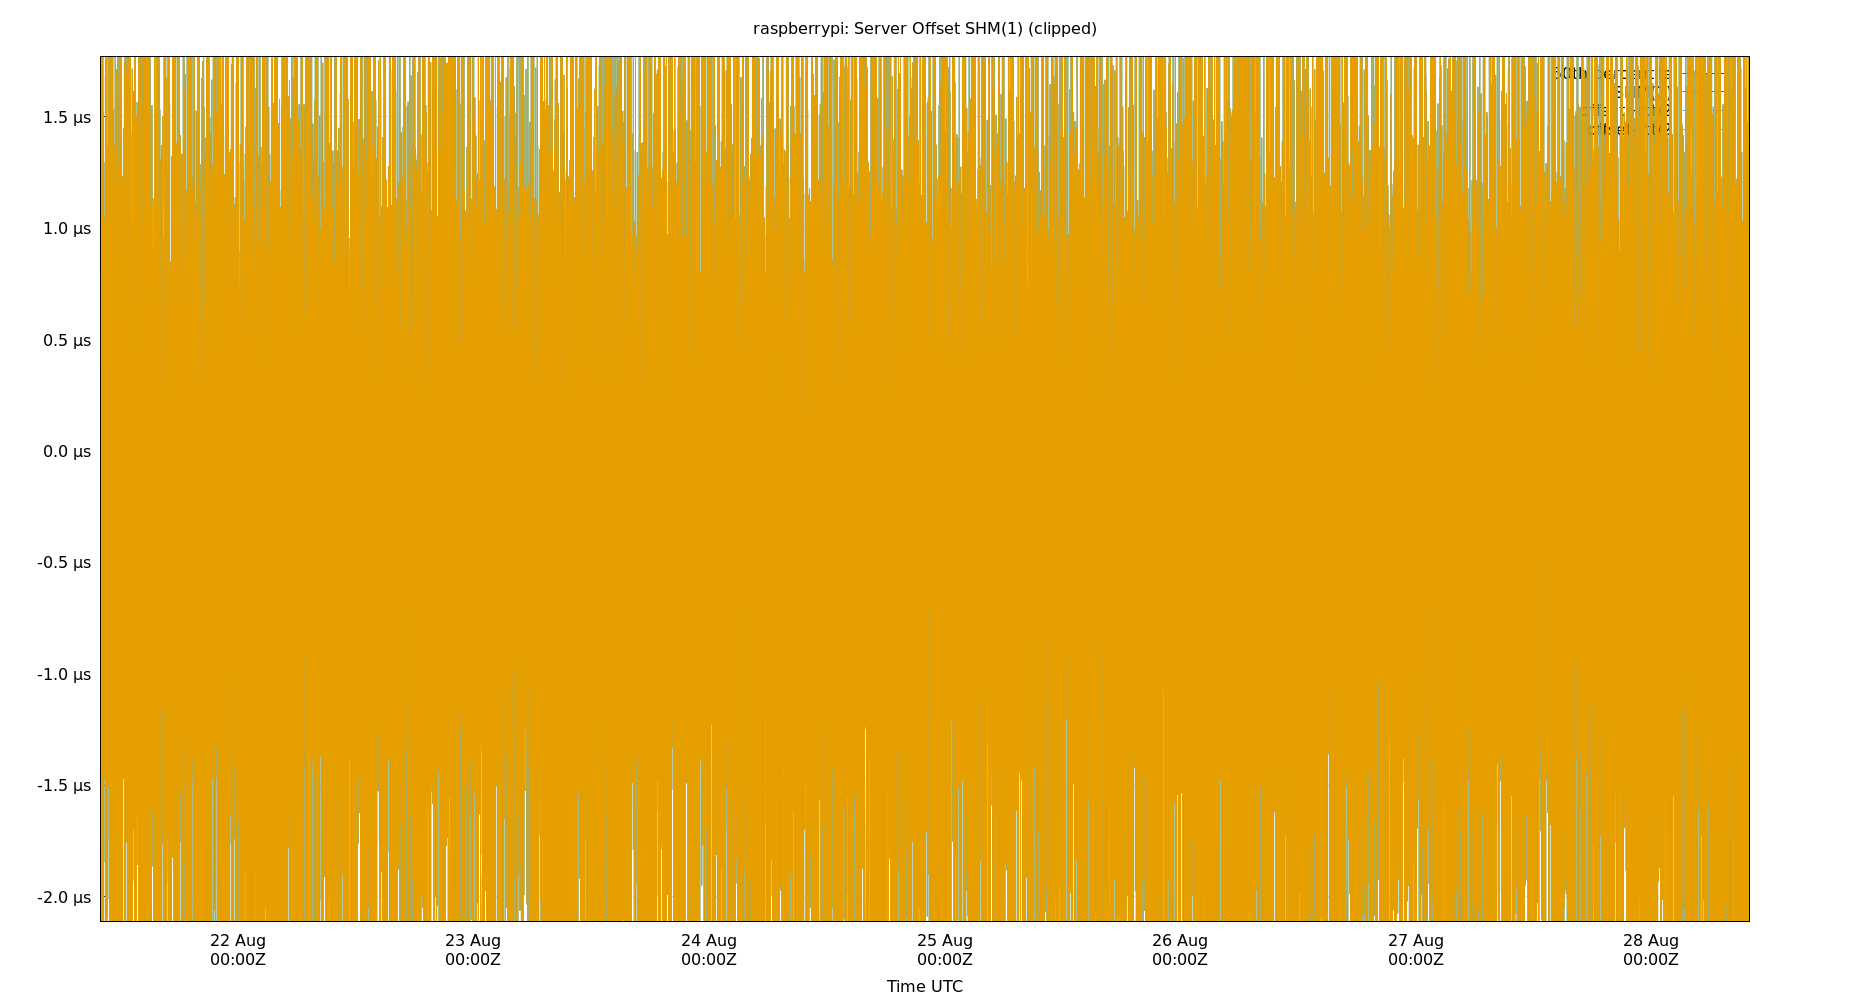 raspberrypi: Server Offset SHM(1) (clipped)
1.5 µs
1.0 µs
0.5 µs
0.0 µs
-0.5 µs
-1.0 µs
-1.5 µs
-2.0 µs
22 Aug 23 Aug 24 Aug 25 Aug 26 Aug 27 Aug 28 Aug
00:00Z 00:00Z 00:00Z 00:00Z 00:00Z 00:00Z 00:00Z
Time UTC